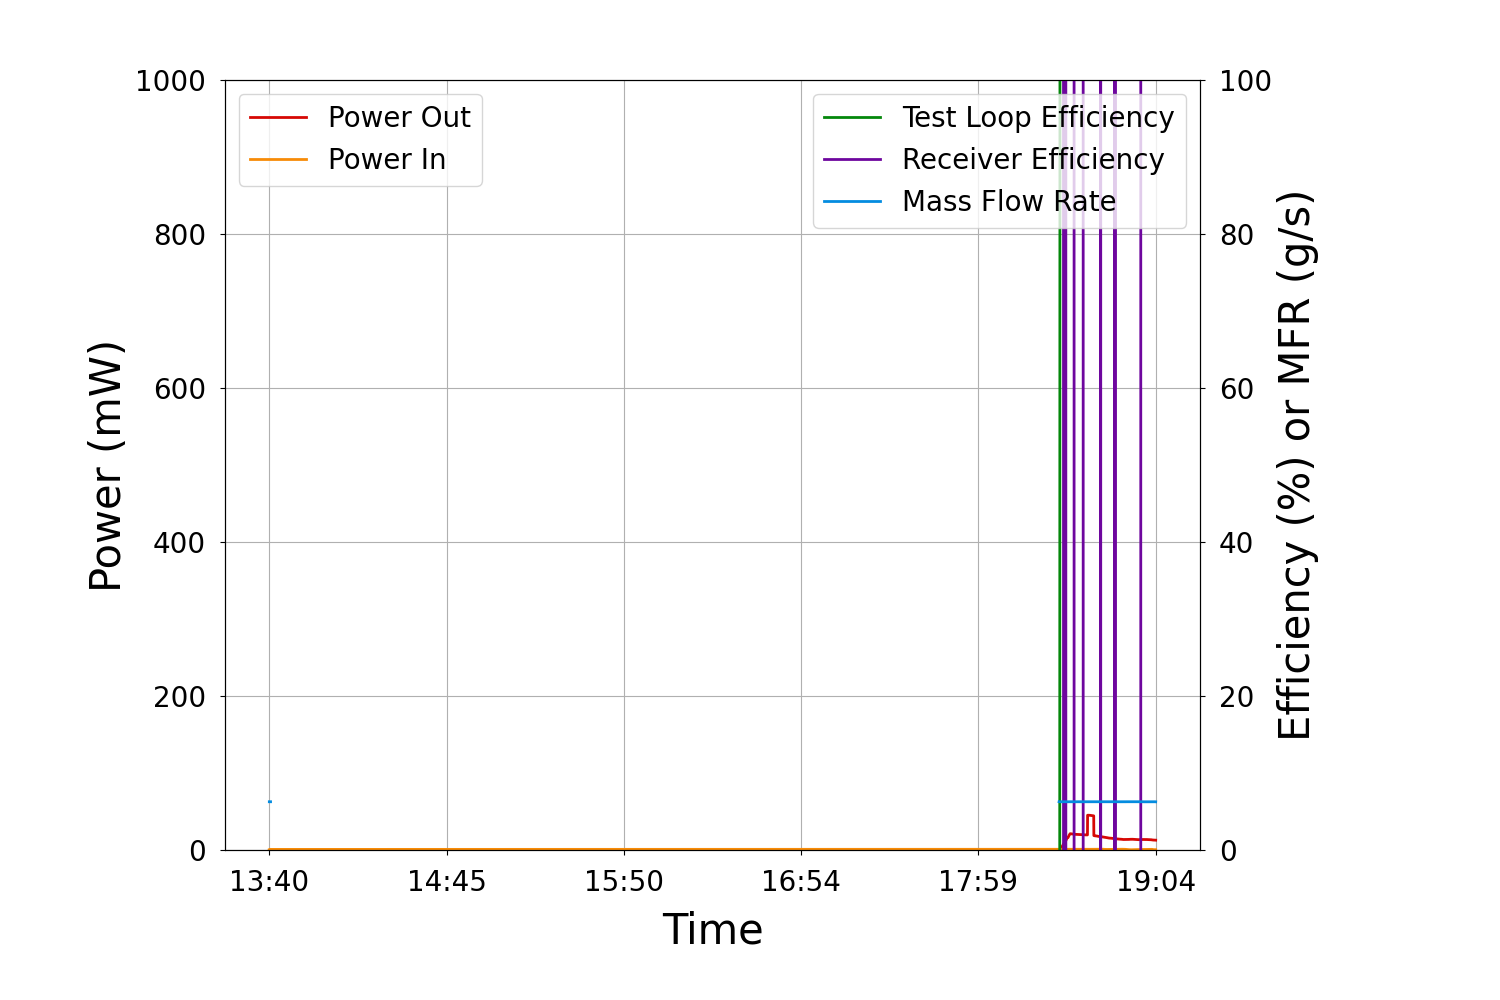 1000
800
600
400
200
0
Power (mW)
Power Out
Power In
Test Loop Efficiency
Receiver Efficiency
Mass Flow Rate
100
80
60
40
20
0
Efficiency (%) or MFR (g/s)
13:40 14:45 15:50 16:54 17:59 19:04
Time